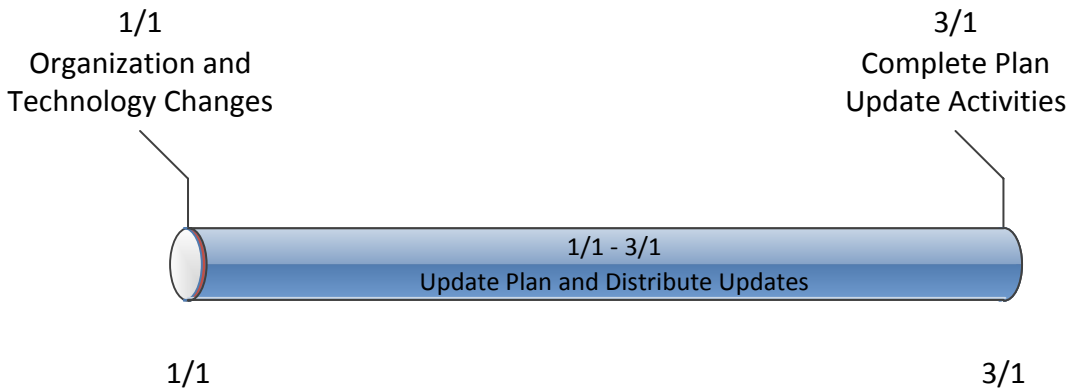 1/1
Organization and
Technology Changes
3/1
Complete Plan
Update Activities
1/1 - 3/1
Update Plan and Distribute Updates
1/1
3/1